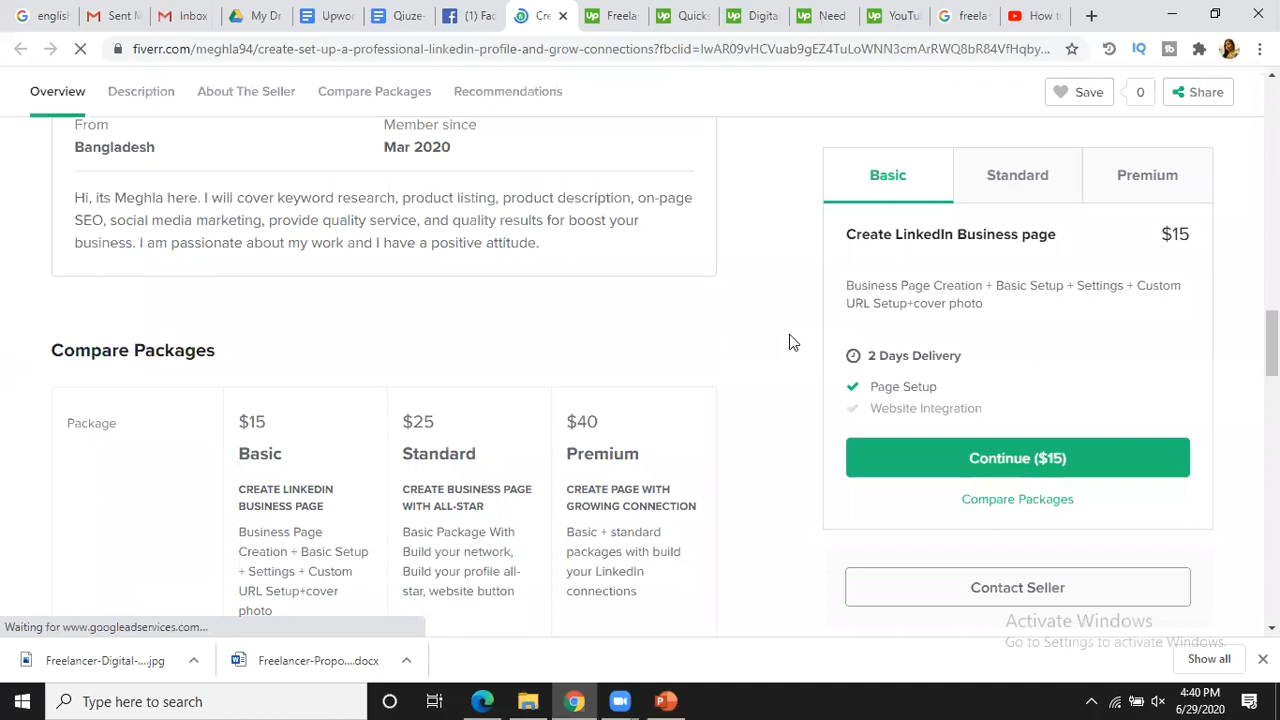 english
Sent M
Inbox
My Dr
Upwor
Qiuze-
Fac
Cre
Freela
Quicks
Digita
Need
YouTu
freela
How to
fiverr.com/meghla94/create-set-up-a-professional-linkedin-profile-and-grow-connections?fbclid=IwAR09vHCVuab9gEZ4TuLoWNN3cmArRWQ8bR84VfHqby...
Overview
Description
About The Seller
Compare Packages
Recommendations
Save
0
Share
From
Member since
Bangladesh
Mar 2020
Hi, its Meghla here. I will cover keyword research, product listing, product description, on-page
SEO, social media marketing, provide quality service, and quality results for boost your
business. I am passionate about my work and I have a positive attitude.
Basic
Standard
Premium
Create LinkedIn Business page
$15
Business Page Creation + Basic Setup + Settings + Custom
URL Setup+cover photo
2 Days Delivery
Page Setup
Website Integration
Continue ($15)
Compare Packages
Contact Seller
Compare Packages
Package
$15
Basic
CREATE LINKEDIN
BUSINESS PAGE
Business Page
Creation + Basic Setup
+ Settings + Custom
URL Setup+cover
photo
$25
Standard
CREATE BUSINESS PAGE
WITH ALL-STAR
Basic Package With
Build your network,
Build your profile all-
star, website button
$40
Premium
CREATE PAGE WITH
GROWING CONNECTION
Basic + standard
packages with build
your LinkedIn
connections
Activate Windows
Go to Settings to activate Windows.
Waiting for www.googleadservices.com...
Freelancer-Digital-....jpg
Freelancer-Propo....docx
Show all
Type here to search
4:40 PM
6/29/2020